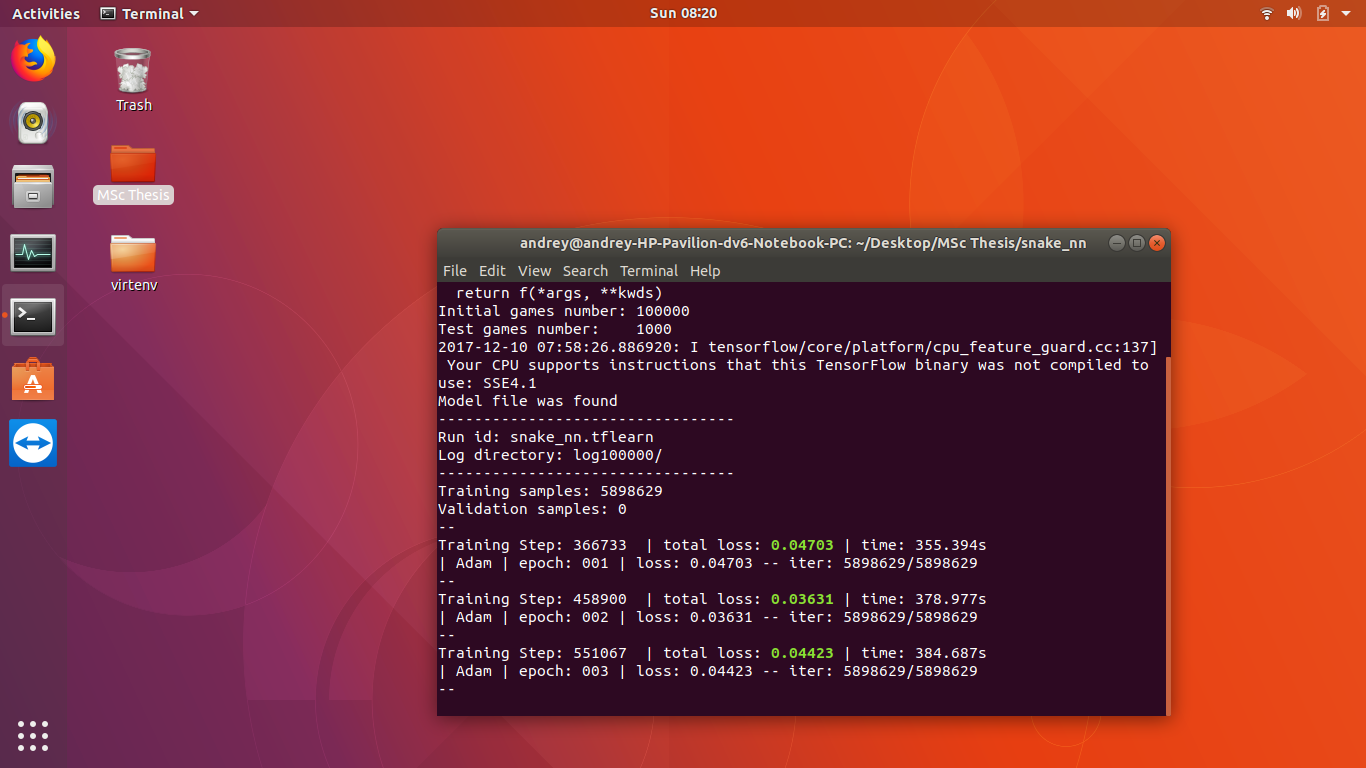 Activities
Terminal
Sun 08:20
Trash
MSc Thesis
virtenv
andrey@andrey-HP-Pavilion-dv6-Notebook-PC: ~/Desktop/MSc Thesis/snake_nn
File Edit View Search Terminal Help
  return f(*args, **kwds)
Initial games number: 100000
Test games number:    1000
2017-12-10 07:58:26.886920: I tensorflow/core/platform/cpu_feature_guard.cc:137]
 Your CPU supports instructions that this TensorFlow binary was not compiled to
use: SSE4.1
Model file was found
---------------------------------
Run id: snake_nn.tflearn
Log directory: log100000/
---------------------------------
Training samples: 5898629
Validation samples: 0
--
Training Step: 366733  | total loss: 0.04703 | time: 355.394s
| Adam | epoch: 001 | loss: 0.04703 -- iter: 5898629/5898629
--
Training Step: 458900  | total loss: 0.03631 | time: 378.977s
| Adam | epoch: 002 | loss: 0.03631 -- iter: 5898629/5898629
--
Training Step: 551067  | total loss: 0.04423 | time: 384.687s
| Adam | epoch: 003 | loss: 0.04423 -- iter: 5898629/5898629
--